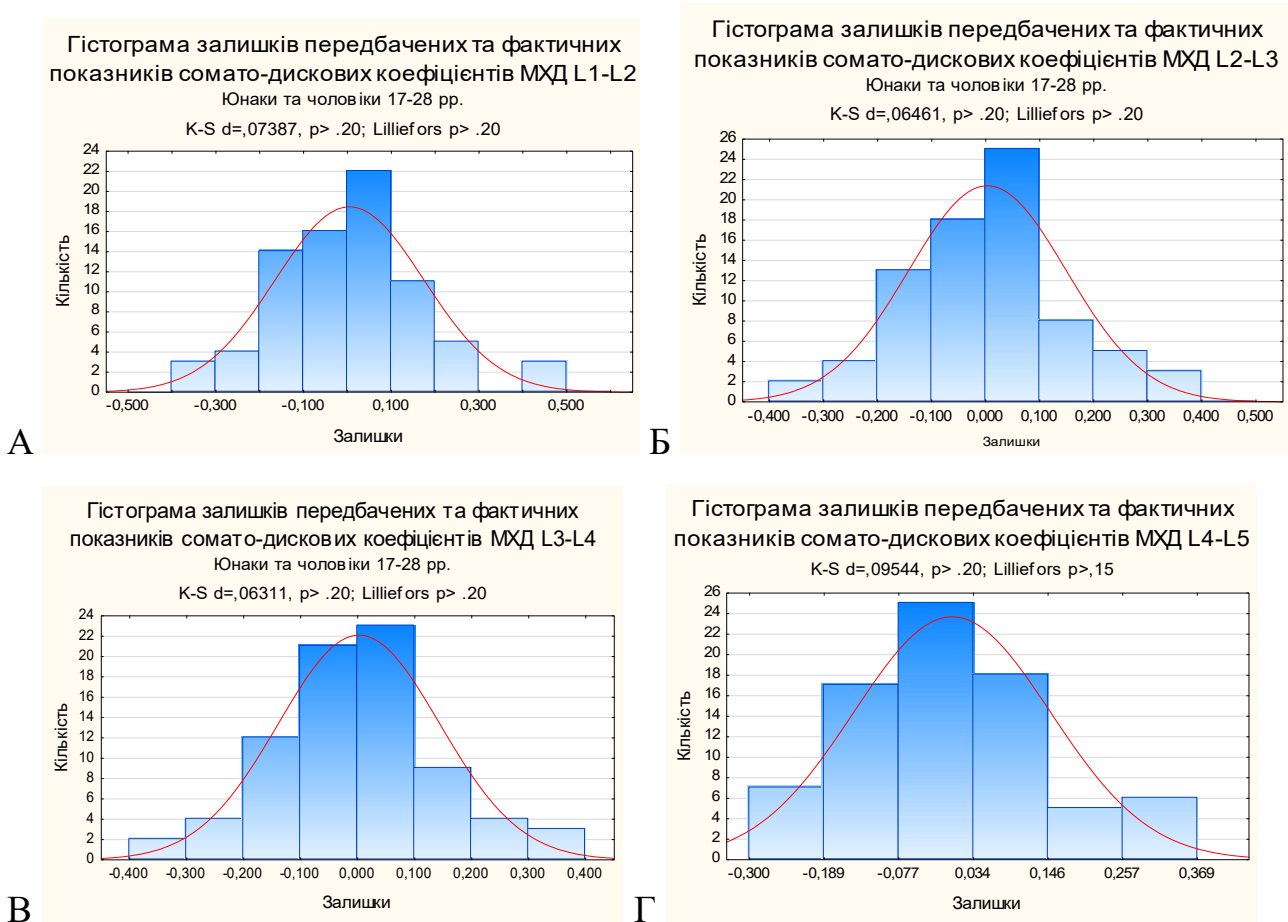 Гістограма залишків передбачених та фактичних
показників сомато-дискових коефіцієнтів МХД L1-L2
Юнаки та чоловіки 17-28 рр.
K-S d=,07387, p> .20; Lilliefors p> .20
24
22
20
18
16
14
12
10
8
6
4
2
0
Кількість
-0,500 -0,300 -0,100 0,100 0,300 0,500
Залишки
А
Гістограма залишків передбачених та фактичних
показників сомато-дискових коефіцієнтів МХД L2-L3
Юнаки та чоловіки 17-28 рр.
K-S d=,06461, p> .20; Lilliefors p> .20
26
24
22
20
18
16
14
12
10
8
6
4
2
0
Кількість
-0,400 -0,300 -0,200 -0,100 0,000 0,100 0,200 0,300 0,400 0,500
Залишки
Б
Гістограма залишків передбачених та фактичних
показників сомато-дискових коефіцієнтів МХД L3-L4
Юнаки та чоловіки 17-28 рр.
K-S d=,06311, p> .20; Lilliefors p> .20
24
22
20
18
16
14
12
10
8
6
4
2
0
Кількість
-0,400 -0,300 -0,200 -0,100 0,000 0,100 0,200 0,300 0,400
Залишки
В
Гістограма залишків передбачених та фактичних
показників сомато-дискових коефіцієнтів МХД L4-L5
K-S d=,09544, p> .20; Lilliefors p>,15
26
24
22
20
18
16
14
12
10
8
6
4
2
0
Кількість
-0,300 -0,189 -0,077 0,034 0,146 0,257 0,369
Залишки
Г